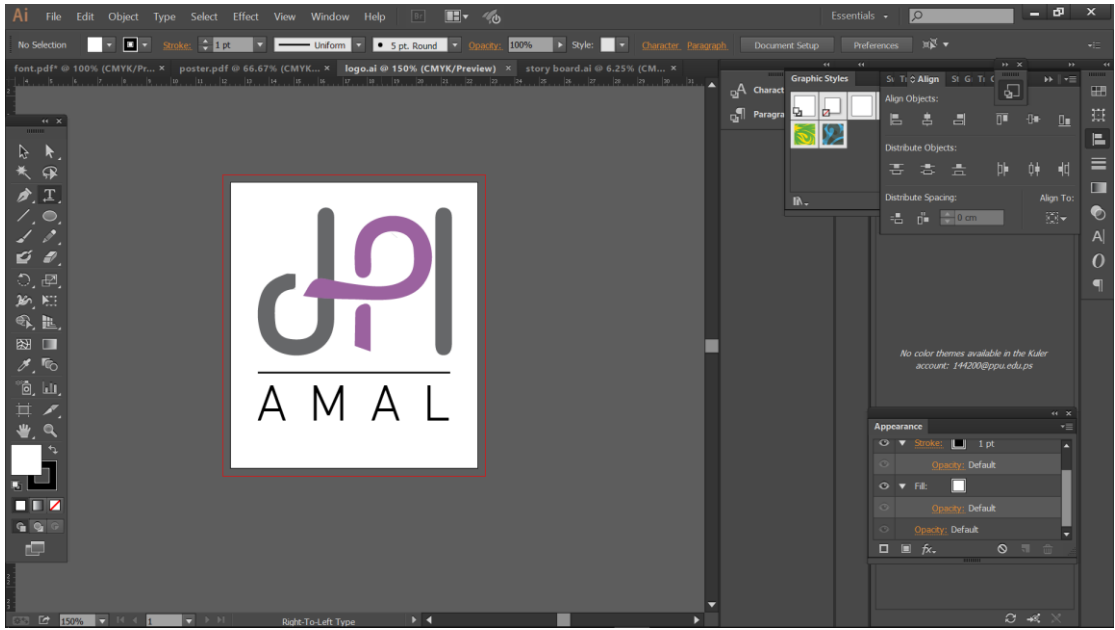 Ai File Edit Object Type Select Effect View Window Help Br Essentials
No Selection Stroke: 1 pt Uniform 5 pt. Round Opacity: 100% Style: Character Paragraph Document Setup Preferences
font.pdf* @ 100% (CMYK/Pr... × poster.pdf @ 66.67% (CMYK... × logo.ai @ 150% (CMYK/Preview) × story board.ai @ 6.25% (CM... ×
Charact
Paragra
Graphic Styles
Align
Align Objects:
Distribute Objects:
Distribute Spacing: Align To:
0 cm
أمل
AMAL
No color themes available in the Kuler
account: 144200@ppu.edu.ps
Appearance
Stroke: 1 pt
Opacity: Default
Fill:
Opacity: Default
Opacity: Default
fx.
150% 1 Right-To-Left Type